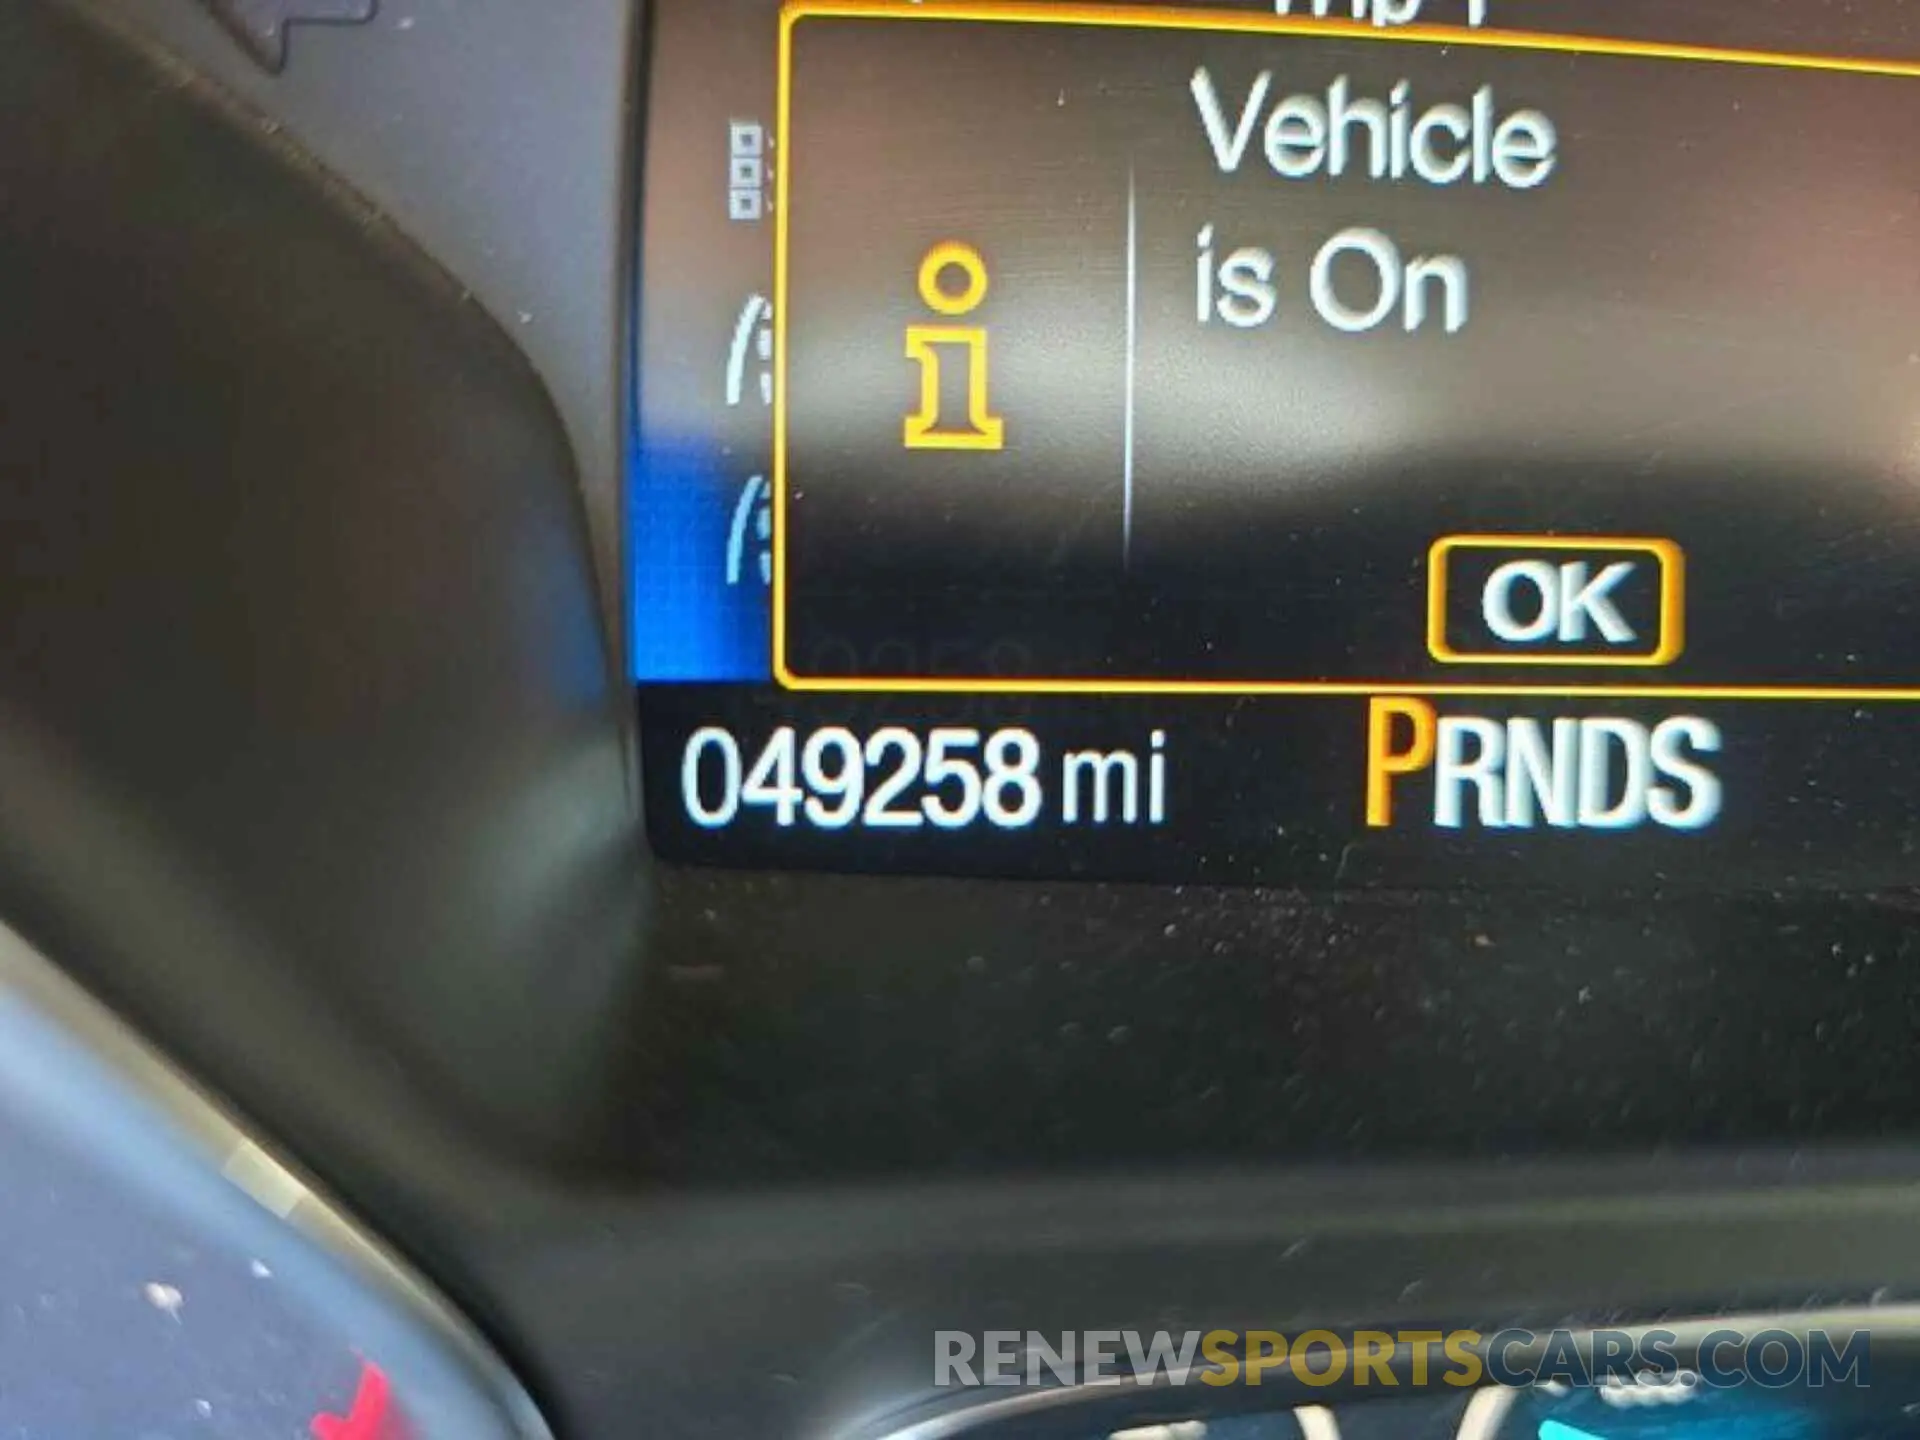 Vehicle
is On
OK
049258 mi
PRNDS
RENEWSPORTSCARS.COM